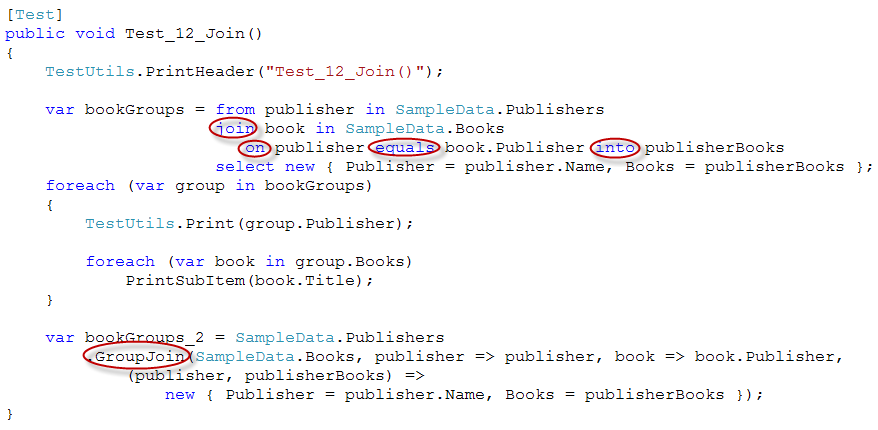 [Test]
public void Test_12_Join()
{
    TestUtils.PrintHeader("Test_12_Join()");
    var bookGroups = from publisher in SampleData.Publishers
                     join book in SampleData.Books
                        on publisher equals book.Publisher into publisherBooks
                     select new { Publisher = publisher.Name, Books = publisherBooks };
    foreach (var group in bookGroups)
    {
        TestUtils.Print(group.Publisher);
        foreach (var book in group.Books)
            PrintSubItem(book.Title);
    }
    var bookGroups_2 = SampleData.Publishers
        .GroupJoin(SampleData.Books, publisher => publisher, book => book.Publisher,
            (publisher, publisherBooks) =>
                new { Publisher = publisher.Name, Books = publisherBooks });
}